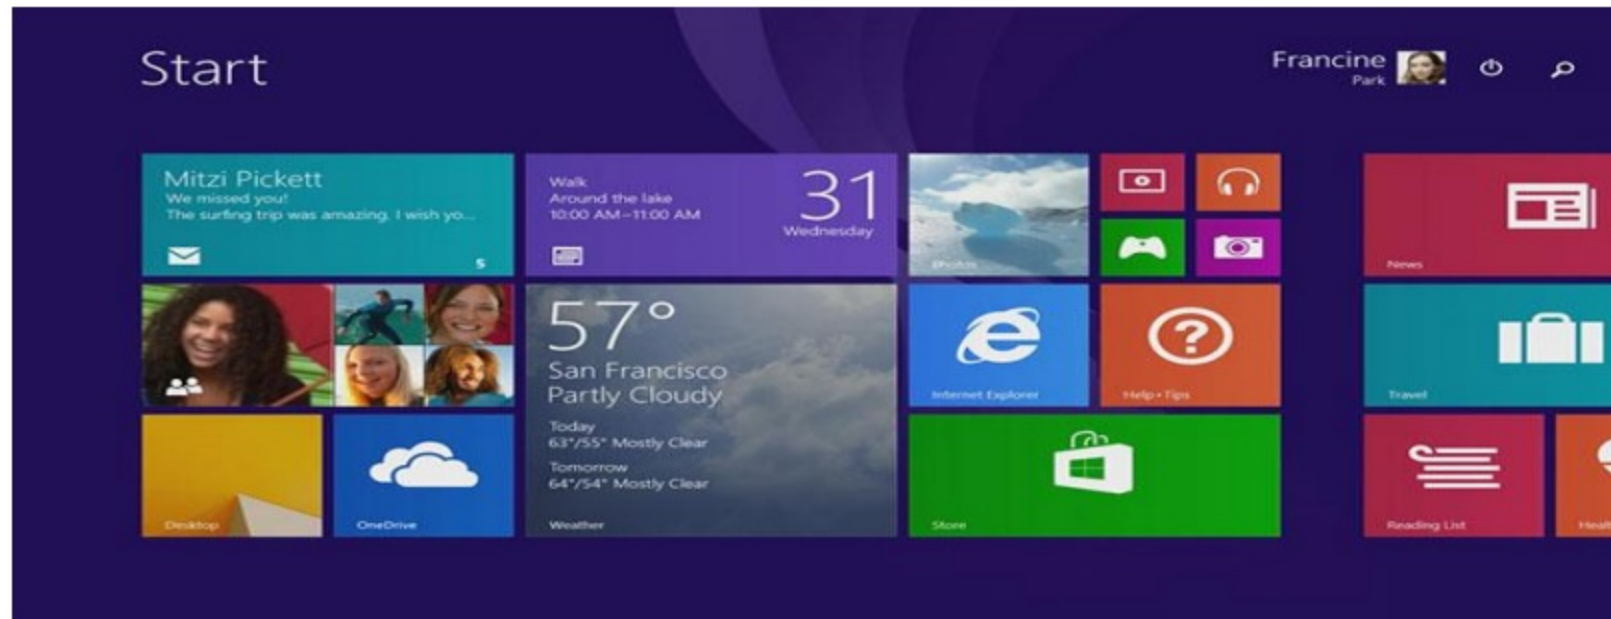 Start
Francine
Park
Mitzi Pickett
We missed you!
The surfing trip was amazing. I wish yo...
5
Walk
Around the lake
10:00 AM–11:00 AM
31
Wednesday
Photos
News
57°
San Francisco
Partly Cloudy
Today
63°/55° Mostly Clear
Tomorrow
64°/54° Mostly Clear
Weather
Internet Explorer
Help+Tips
Travel
Desktop
OneDrive
Store
Reading List
Healt